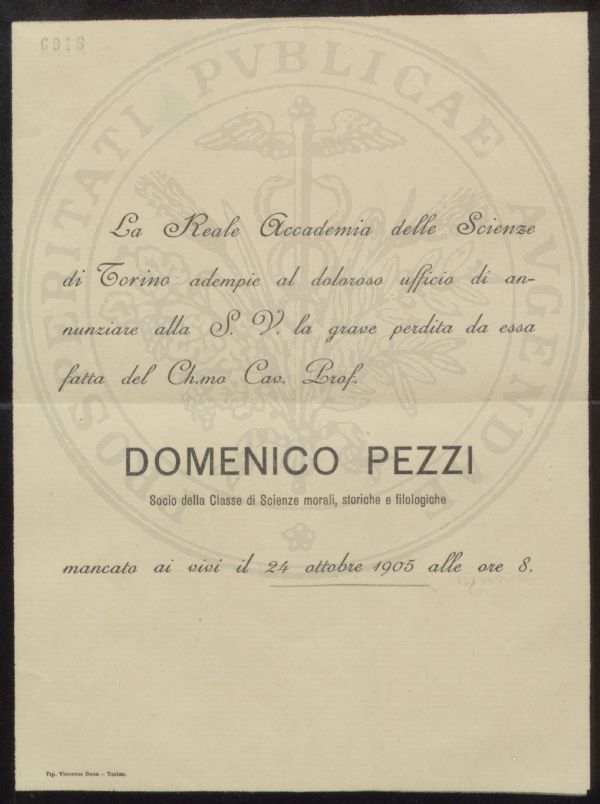 6918
PROSPERITATI PVBLICAE AVGENDAE
La Reale Accademia delle Scienze
di Torino adempie al doloroso ufficio di an-
nunziare alla S. V. la grave perdita da essa
fatta del Ch.mo Cav. Prof.
DOMENICO PEZZI
Socio della Classe di Scienze morali, storiche e filologiche
mancato ai vivi il 24 ottobre 1905 alle ore 8.
Tip. Vincenzo Bona – Torino.